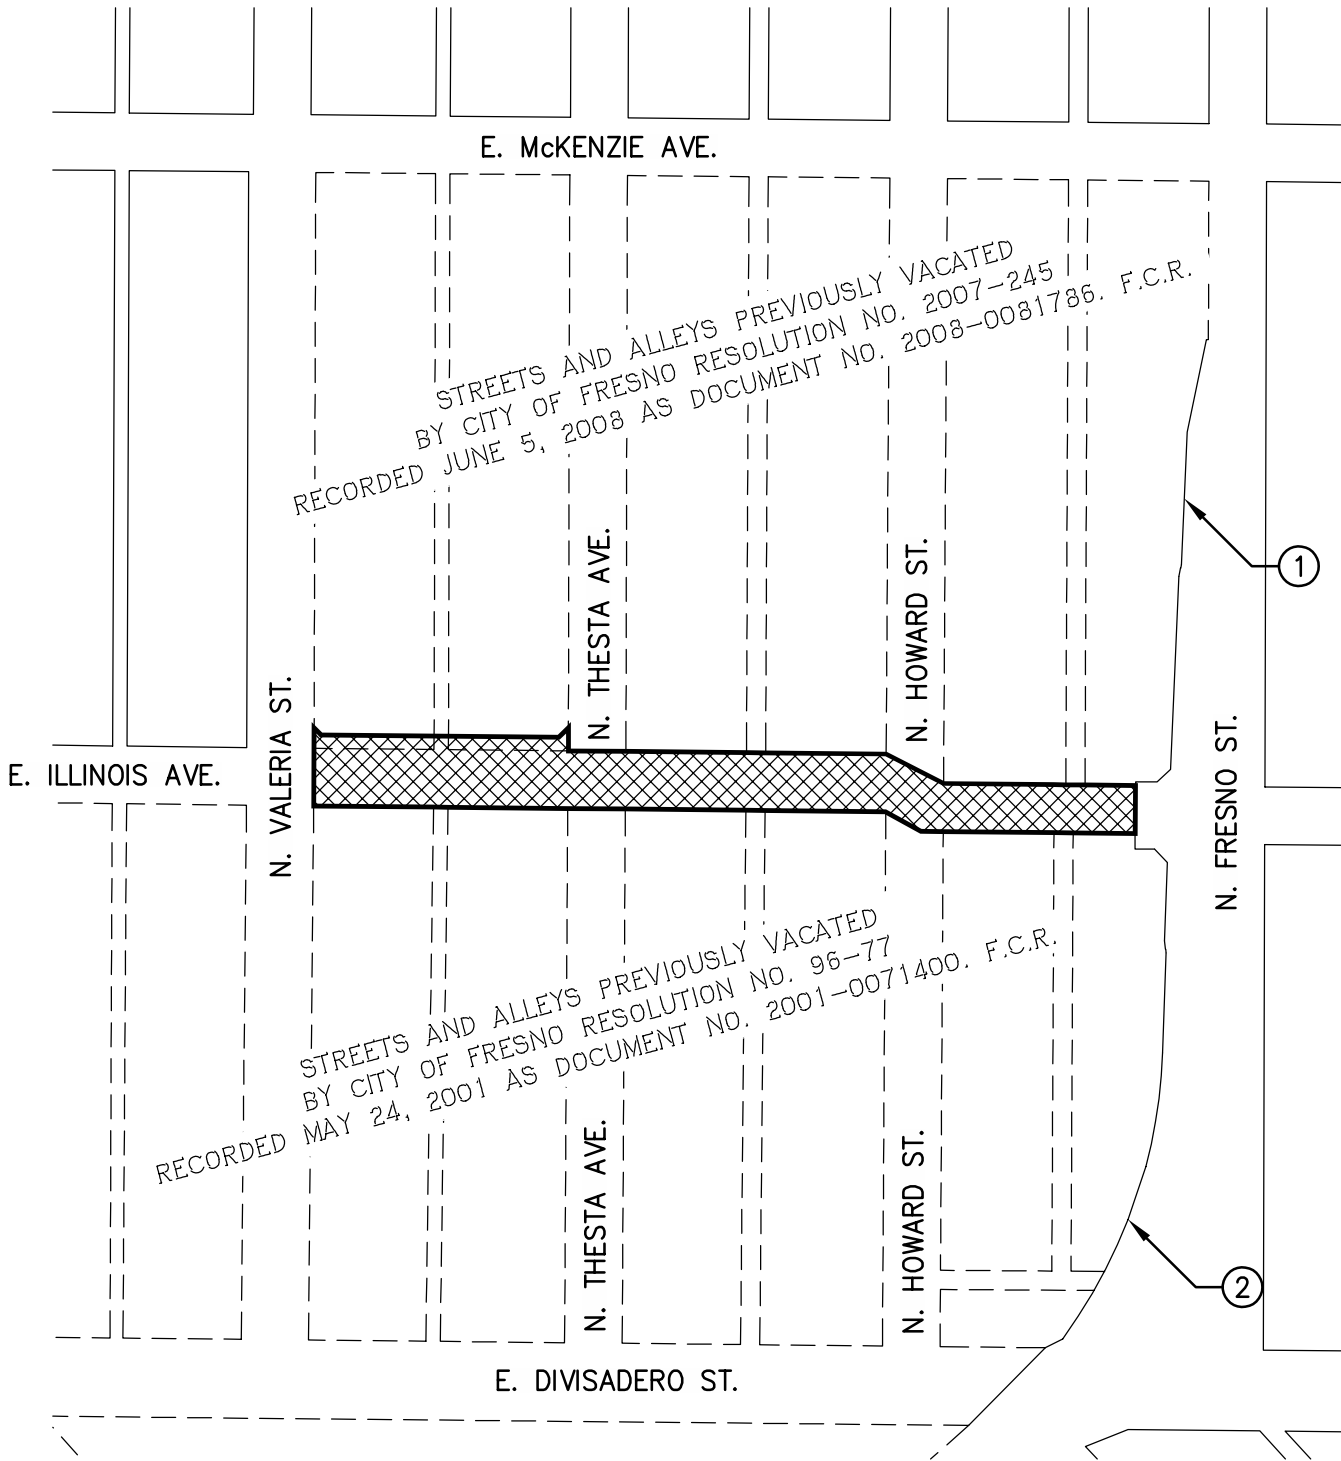 E. McKENZIE AVE.
STREETS AND ALLEYS PREVIOUSLY VACATED
BY CITY OF FRESNO RESOLUTION NO. 2007-245
RECORDED JUNE 5, 2008 AS DOCUMENT NO. 2008-0081786. F.C.R.
N. THESTA AVE.
N. HOWARD ST.
1
N. VALERIA ST.
E. ILLINOIS AVE.
N. FRESNO ST.
STREETS AND ALLEYS PREVIOUSLY VACATED
BY CITY OF FRESNO RESOLUTION NO. 96-77
RECORDED MAY 24, 2001 AS DOCUMENT NO. 2001-0071400. F.C.R.
N. THESTA AVE.
N. HOWARD ST.
2
E. DIVISADERO ST.